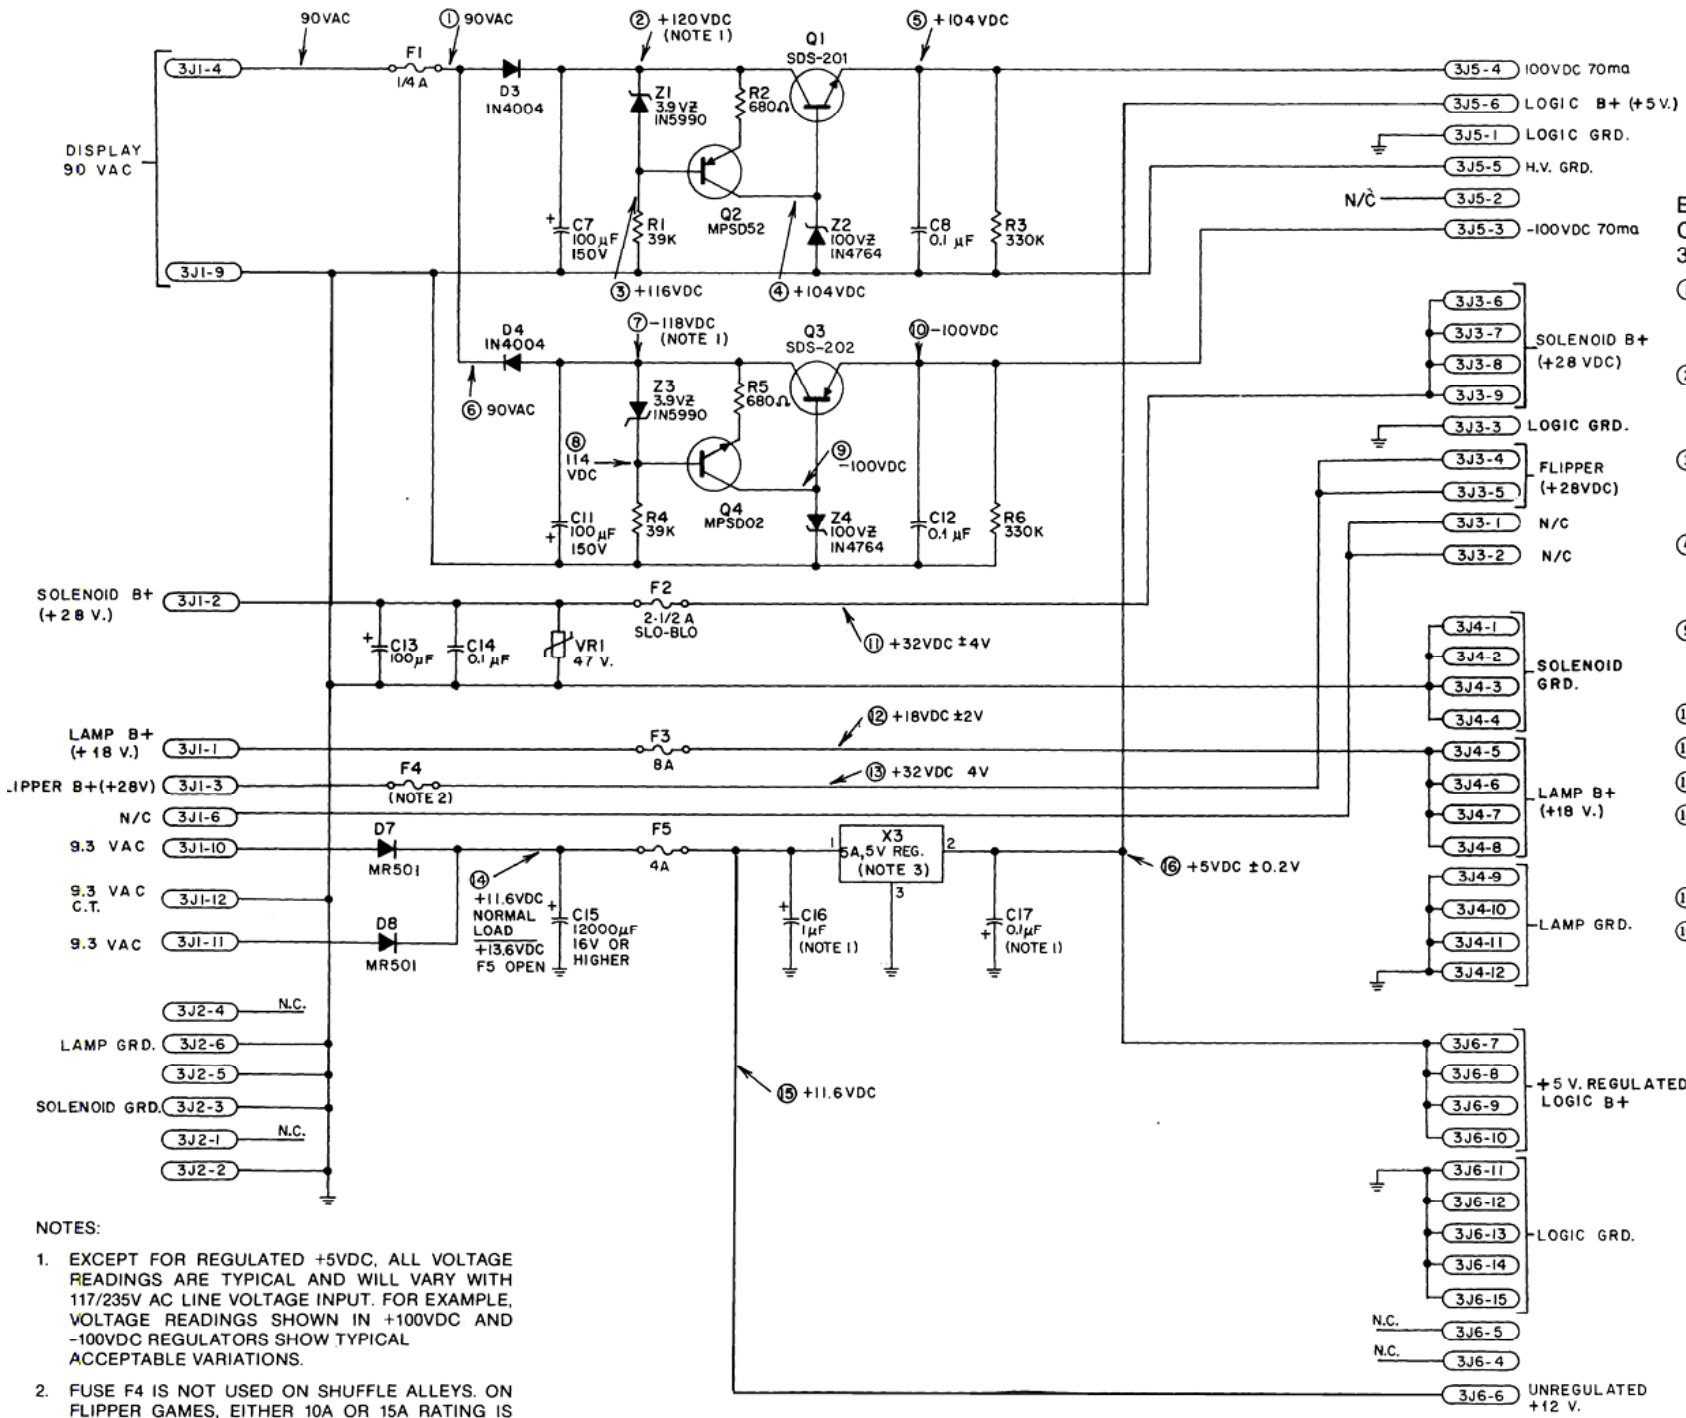 90VAC
① 90VAC
② +120VDC
(NOTE 1)
⑤ +104VDC
Q1
SDS-201
3J1-4
F1
1/4 A
D3
IN4004
Z1
3.9VZ
IN5990
R2
680Ω
3J5-4 100VDC 70ma
3J5-6 LOGIC B+ (+5 V.)
3J5-1 LOGIC GRD.
3J5-5 H.V. GRD.
N/C 3J5-2
3J5-3 -100VDC 70ma
DISPLAY
90 VAC
+
C7
100µF
150V
R1
39K
Q2
MPSD52
Z2
100VZ
IN4764
C8
0.1 µF
R3
330K
3J1-9
③ +116VDC
④ +104VDC
⑦ -118VDC
(NOTE 1)
Q3
SDS-202
⑩ -100VDC
D4
IN4004
⑥ 90VAC
Z3
3.9VZ
IN5990
R5
680Ω
⑧
114
VDC
⑨
-100VDC
C11
100µF
+
150V
R4
39K
Q4
MPSD02
Z4
100VZ
IN4764
C12
0.1 µF
R6
330K
3J3-6
3J3-7
3J3-8
3J3-9
SOLENOID B+
(+28 VDC)
3J3-3 LOGIC GRD.
3J3-4
3J3-5
FLIPPER
(+28VDC)
3J3-1 N/C
3J3-2 N/C
SOLENOID B+
(+28 V.)
3J1-2
F2
2-1/2 A
SLO-BLO
⑪ +32VDC ±4V
+
C13
100µF
C14
0.1 µF
VR1
47 V.
3J4-1
3J4-2
3J4-3
3J4-4
SOLENOID
GRD.
LAMP B+
(+18 V.)
3J1-1
F3
8A
⑫ +18VDC ±2V
LIPPER B+(+28V) 3J1-3
F4
(NOTE 2)
⑬ +32VDC 4V
N/C 3J1-6
3J4-5
3J4-6
3J4-7
3J4-8
LAMP B+
(+18 V.)
9.3 VAC 3J1-10
D7
MR501
F5
4A
1
X3
5A,5V REG.
(NOTE 3)
2
3
⑯ +5VDC ±0.2V
9.3 VAC
C.T.
3J1-12
9.3 VAC 3J1-11
D8
MR501
⑭
+11.6VDC
NORMAL
LOAD
+13.6VDC
F5 OPEN
+
C15
12000µF
16V OR
HIGHER
+
C16
1µF
(NOTE 1)
C17
0.1µF
+
(NOTE 1)
3J4-9
3J4-10
3J4-11
3J4-12
LAMP GRD.
3J2-4 N.C.
LAMP GRD. 3J2-6
3J2-5
SOLENOID GRD. 3J2-3
3J2-1 N.C.
3J2-2
⑮ +11.6VDC
3J6-7
3J6-8
3J6-9
3J6-10
+5 V. REGULATED
LOGIC B+
3J6-11
3J6-12
3J6-13
3J6-14
3J6-15
LOGIC GRD.
N.C. 3J6-5
N.C. 3J6-4
3J6-6 UNREGULATED
+12 V.
NOTES:
1. EXCEPT FOR REGULATED +5VDC, ALL VOLTAGE
READINGS ARE TYPICAL AND WILL VARY WITH
117/235V AC LINE VOLTAGE INPUT. FOR EXAMPLE,
VOLTAGE READINGS SHOWN IN +100VDC AND
-100VDC REGULATORS SHOW TYPICAL
ACCEPTABLE VARIATIONS.
2. FUSE F4 IS NOT USED ON SHUFFLE ALLEYS. ON
FLIPPER GAMES, EITHER 10A OR 15A RATING IS